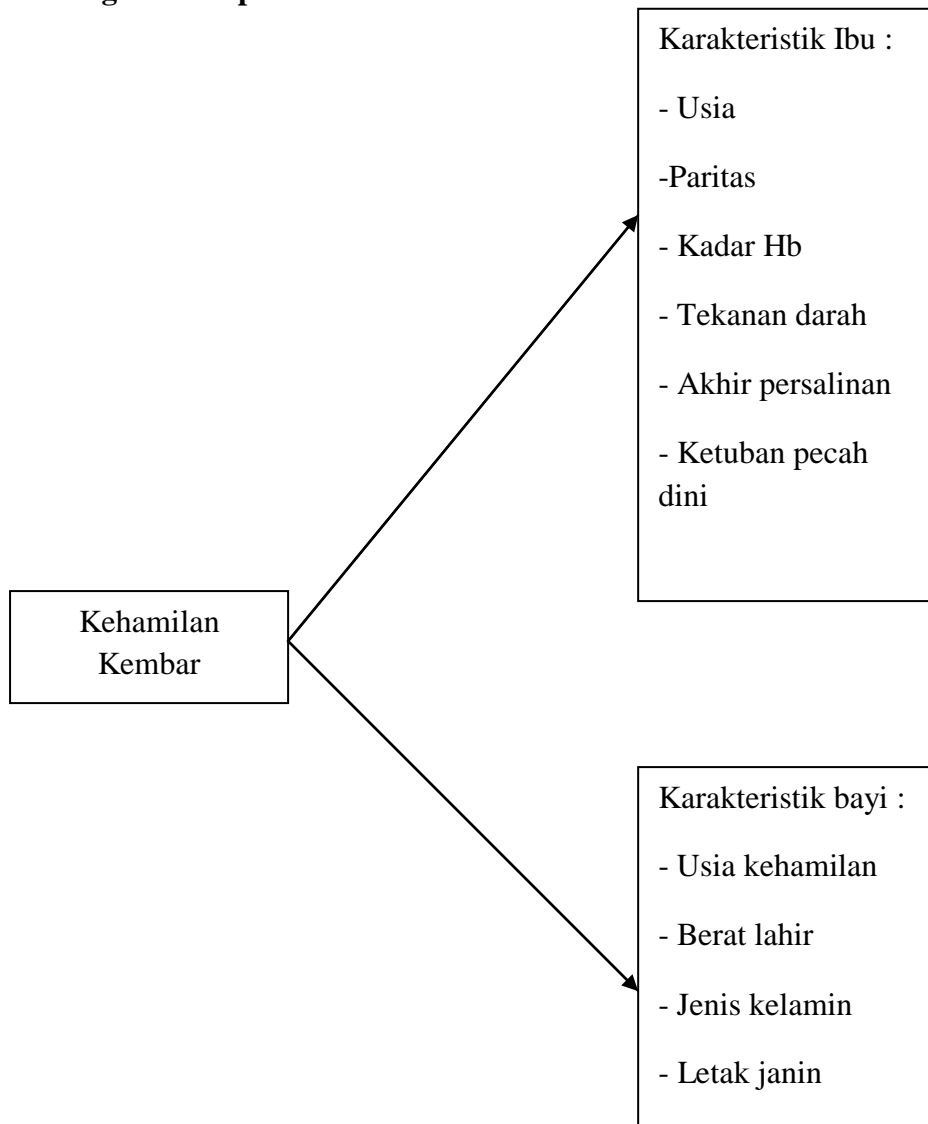 Karakteristik Ibu :
- Usia
-Paritas
- Kadar Hb
- Tekanan darah
- Akhir persalinan
- Ketuban pecah
dini
Kehamilan
Kembar
Karakteristik bayi :
- Usia kehamilan
- Berat lahir
- Jenis kelamin
- Letak janin